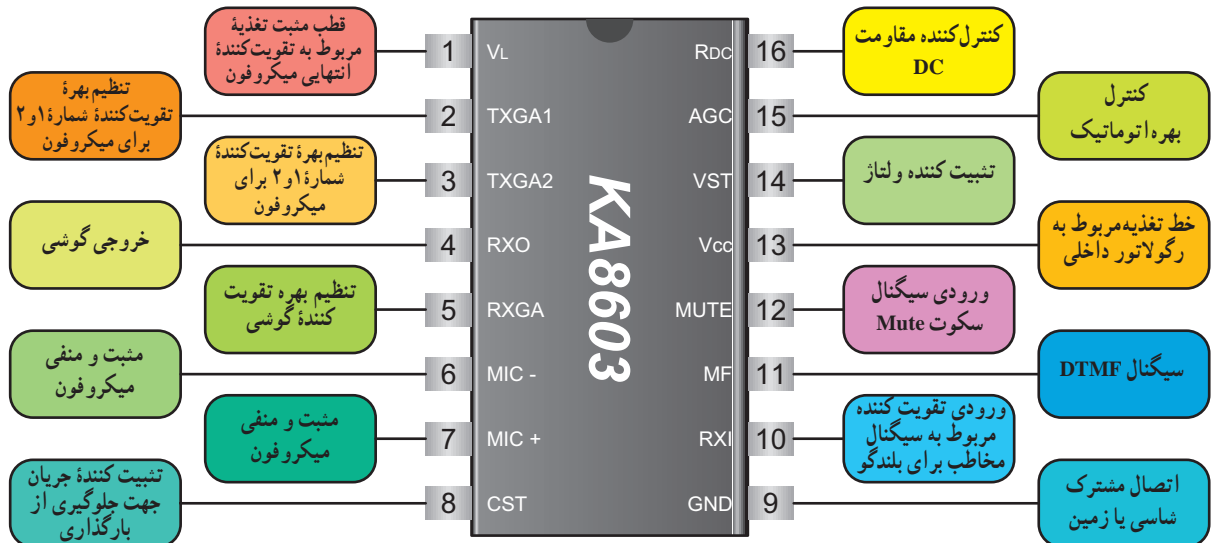 قطب مثبت تغذیهٔ
مربوط به تقویت‌کنندهٔ
انتهایی میکروفون
1
VL
RDC
16
کنترل‌کننده مقاومت
DC
تنظیم بهرهٔ
تقویت‌کنندهٔ شمارهٔ ۱ و ۲
برای میکروفون
2
TXGA1
AGC
15
کنترل
بهره اتوماتیک
تنظیم بهرهٔ تقویت‌کنندهٔ
شمارهٔ ۱ و ۲ برای
میکروفون
3
TXGA2
VST
14
تثبیت کننده ولتاژ
خروجی گوشی
4
RXO
Vcc
13
خط تغذیه مربوط به
رگولاتور داخلی
تنظیم بهره تقویت
کنندهٔ گوشی
5
RXGA
MUTE
12
ورودی سیگنال
سکوت Mute
مثبت و منفی
میکروفون
6
MIC -
MF
11
سیگنال DTMF
مثبت و منفی
میکروفون
7
MIC +
RXI
10
ورودی تقویت کننده
مربوط به سیگنال
مخاطب برای بلندگو
تثبیت کنندهٔ جریان
جهت جلوگیری از
بارگذاری
8
CST
GND
9
اتصال مشترک
شاسی یا زمین
KA8603